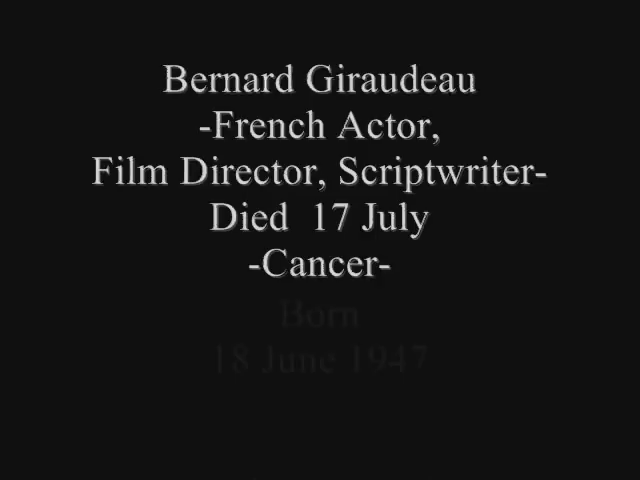 Bernard Giraudeau
-French Actor,
Film Director, Scriptwriter-
Died 17 July
-Cancer-
Born
18 June 1947